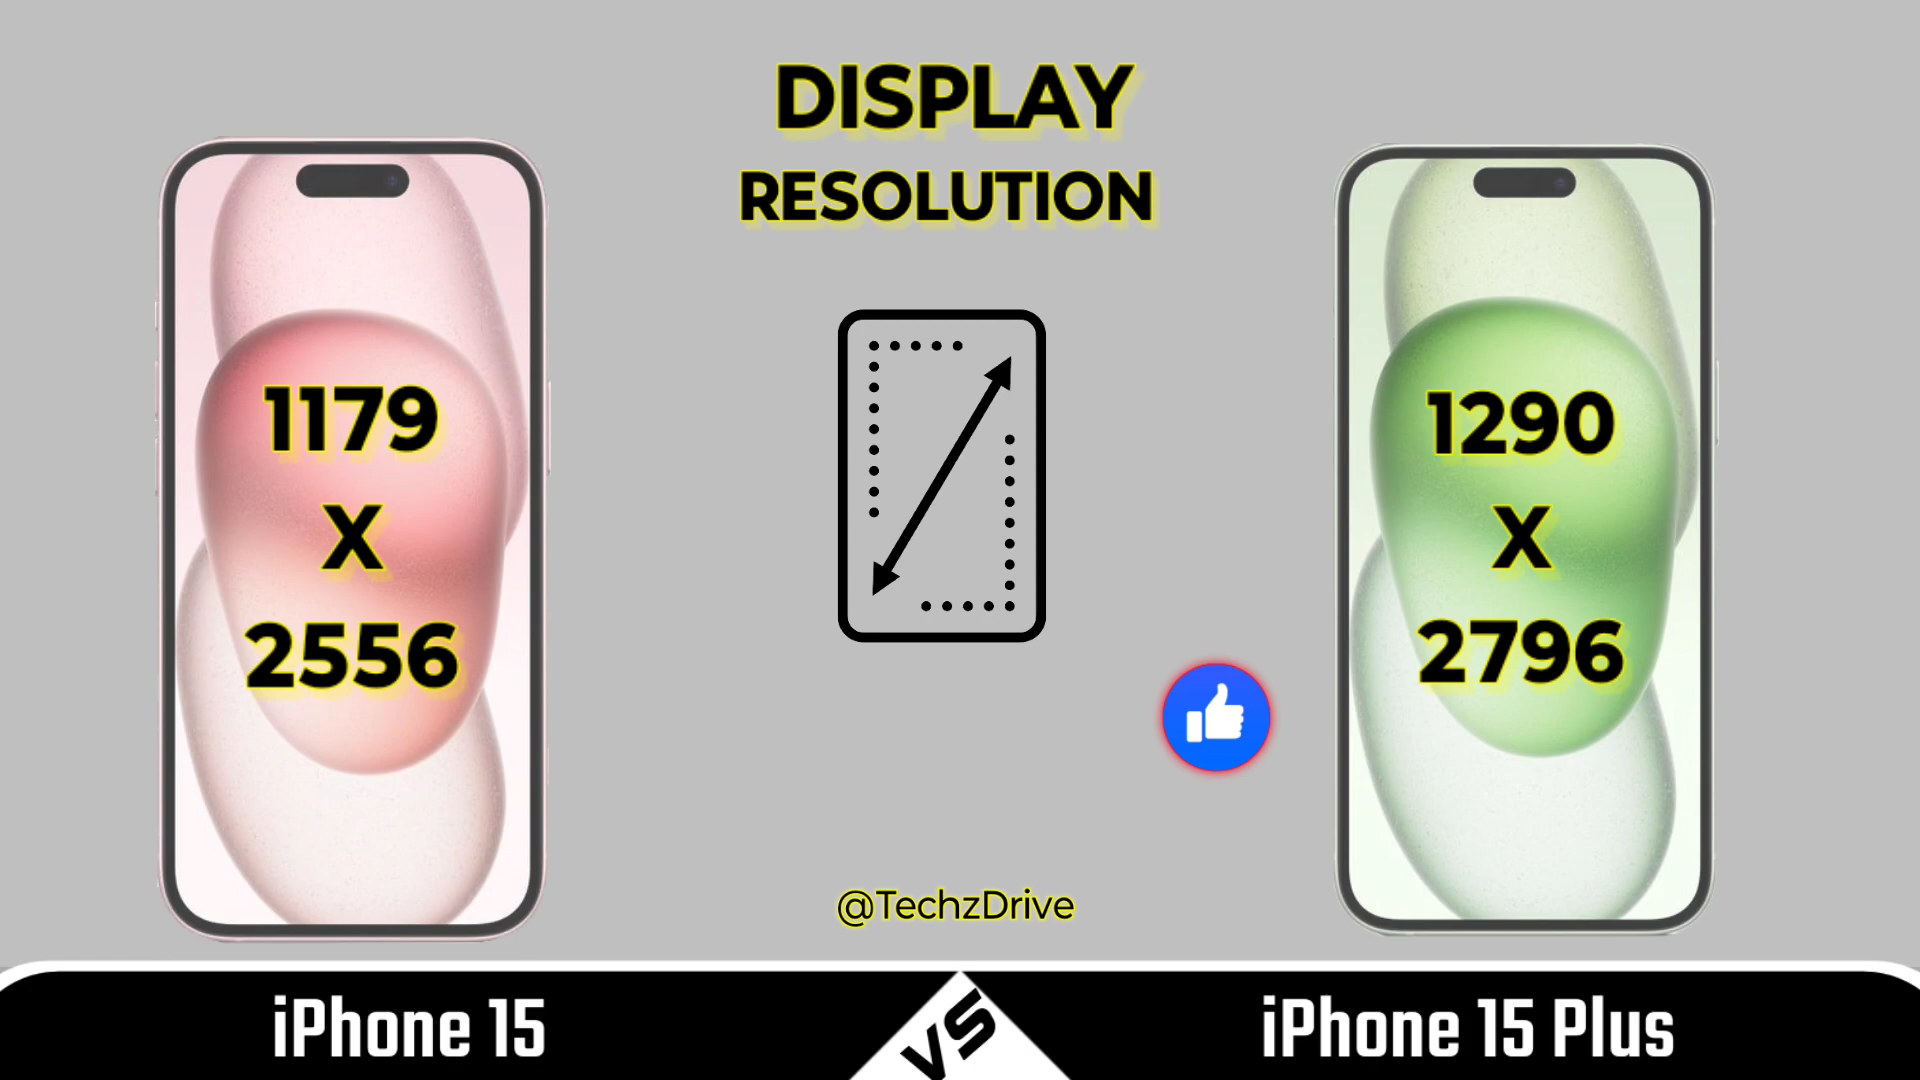 DISPLAY
RESOLUTION
1179
X
2556
1290
X
2796
@TechzDrive
iPhone 15
VS
iPhone 15 Plus